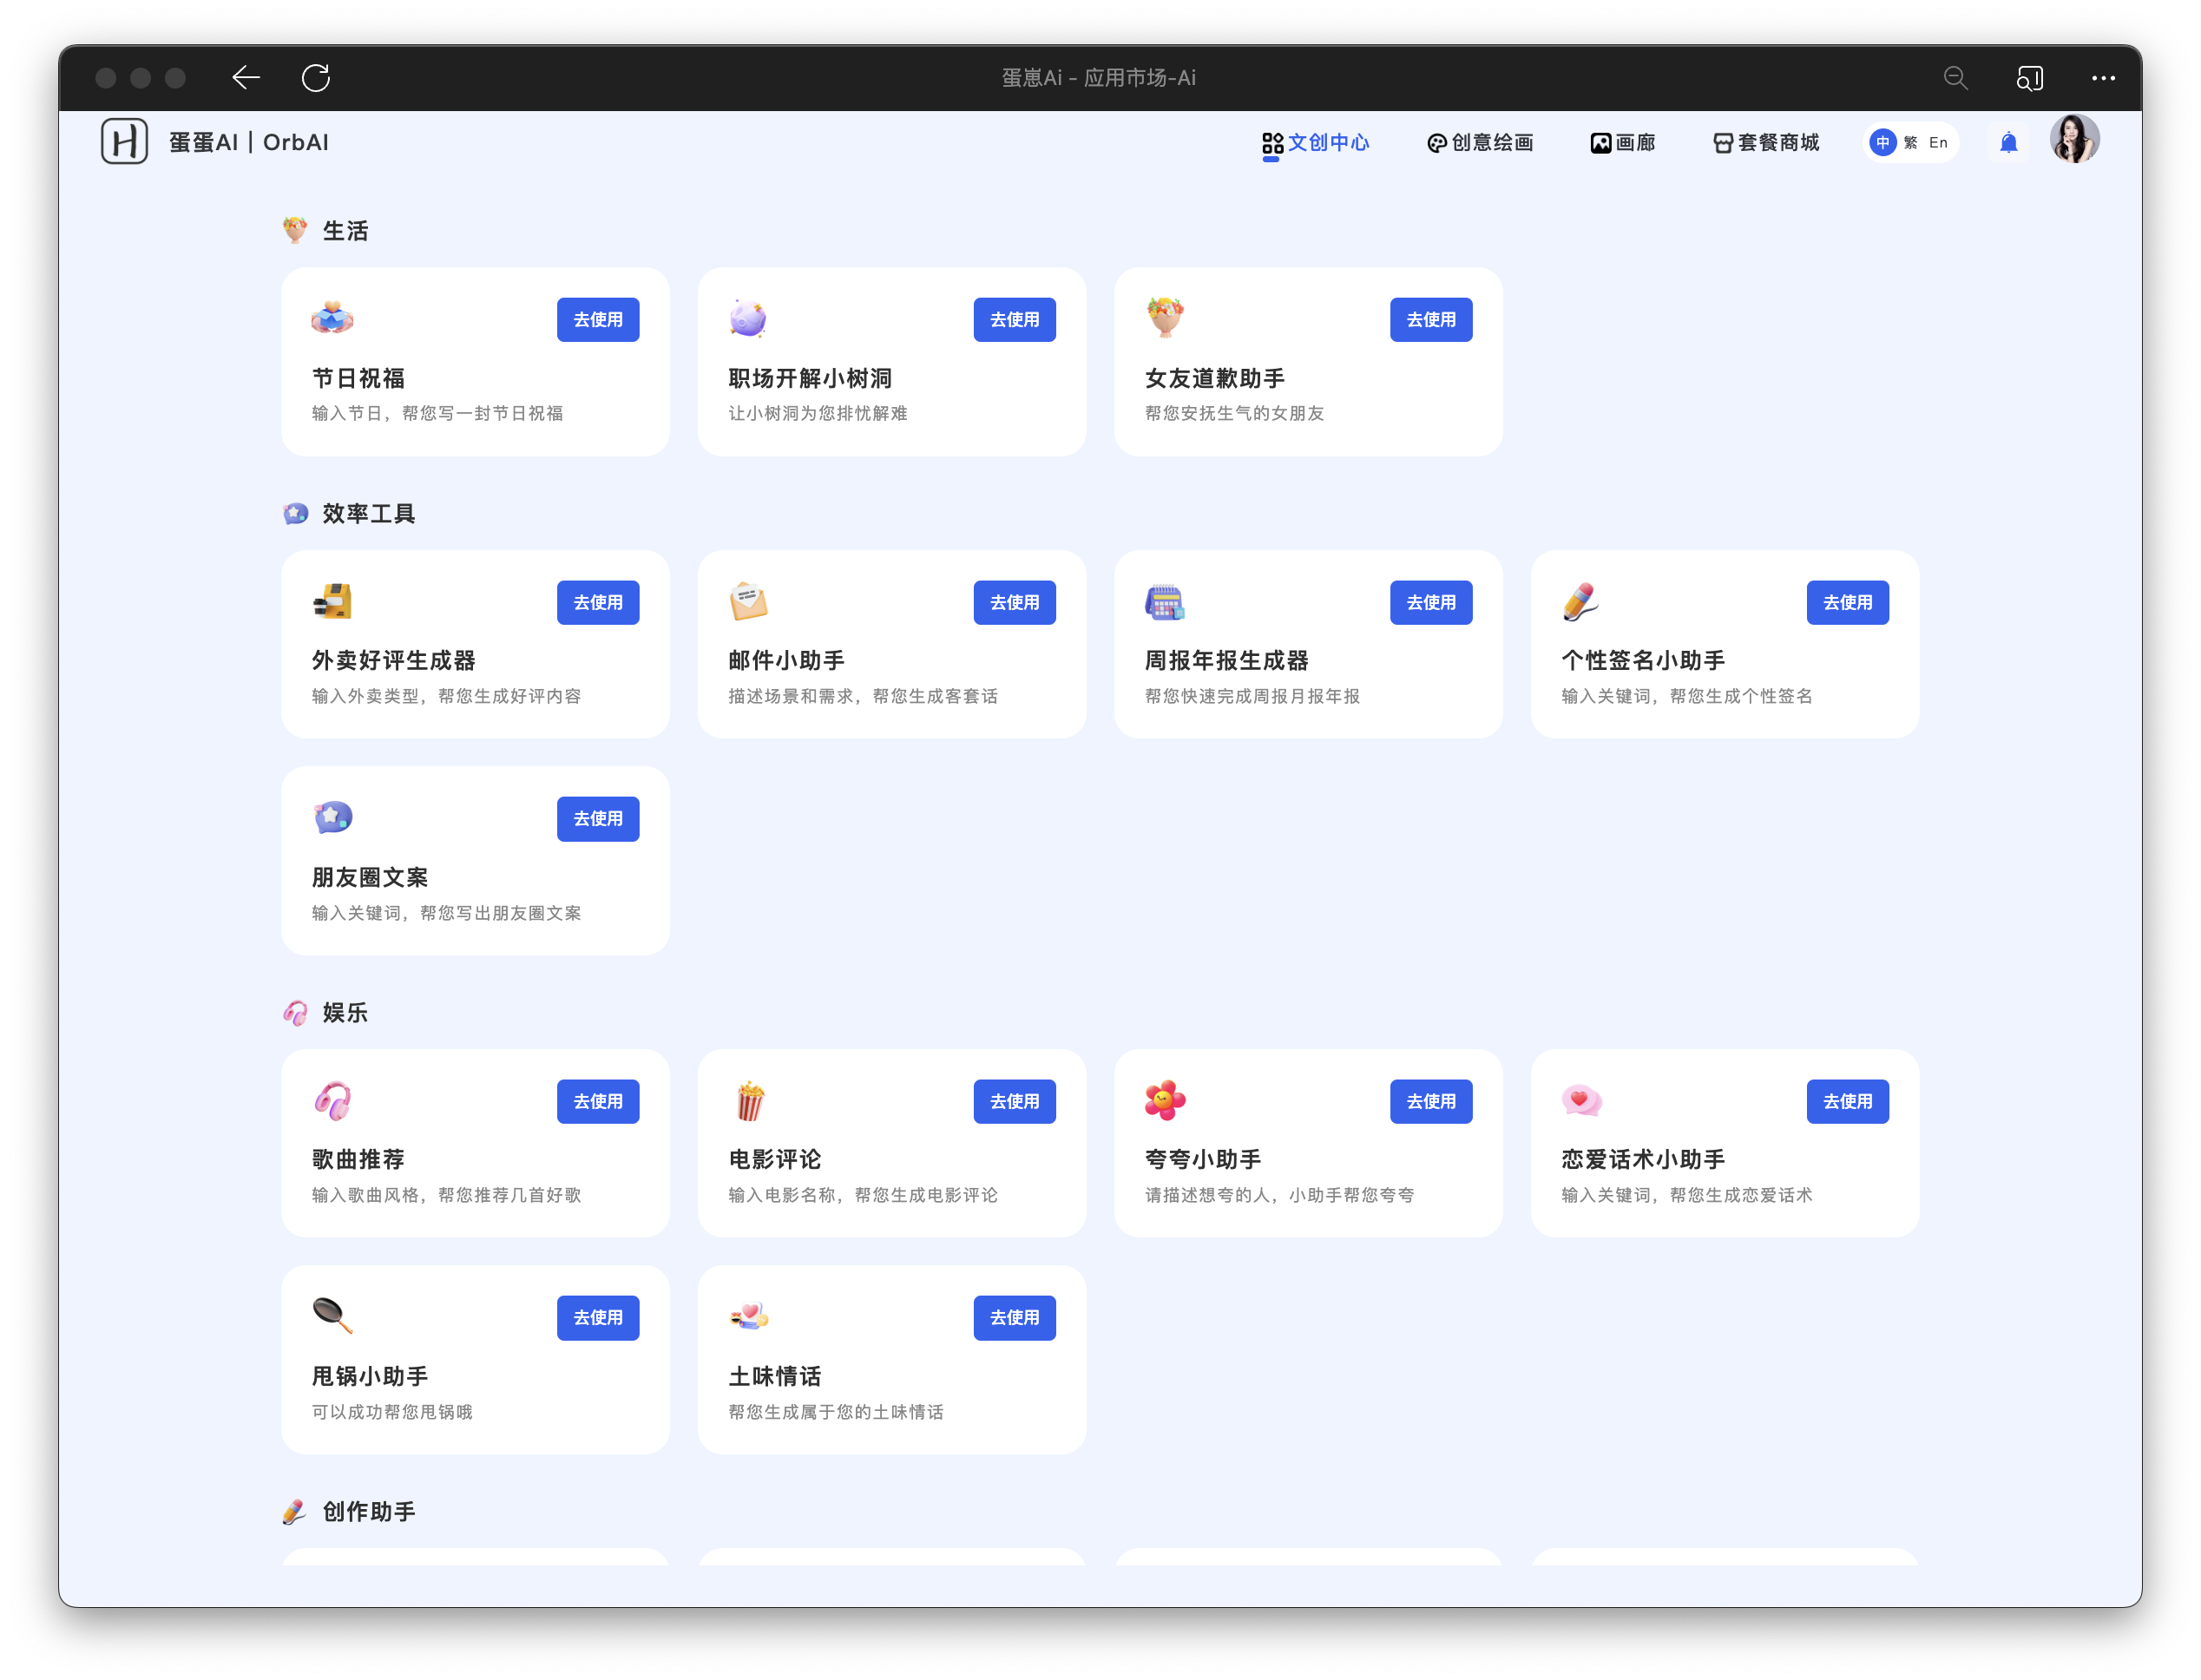 蛋崽Ai - 应用市场-Ai
蛋蛋AI | OrbAI
文创中心
创意绘画
画廊
套餐商城
中 繁 En
生活
去使用
节日祝福
输入节日，帮您写一封节日祝福
去使用
职场开解小树洞
让小树洞为您排忧解难
去使用
女友道歉助手
帮您安抚生气的女朋友
效率工具
去使用
外卖好评生成器
输入外卖类型，帮您生成好评内容
去使用
邮件小助手
描述场景和需求，帮您生成客套话
去使用
周报年报生成器
帮您快速完成周报月报年报
去使用
个性签名小助手
输入关键词，帮您生成个性签名
去使用
朋友圈文案
输入关键词，帮您写出朋友圈文案
娱乐
去使用
歌曲推荐
输入歌曲风格，帮您推荐几首好歌
去使用
电影评论
输入电影名称，帮您生成电影评论
去使用
夸夸小助手
请描述想夸的人，小助手帮您夸夸
去使用
恋爱话术小助手
输入关键词，帮您生成恋爱话术
去使用
甩锅小助手
可以成功帮您甩锅哦
去使用
土味情话
帮您生成属于您的土味情话
创作助手